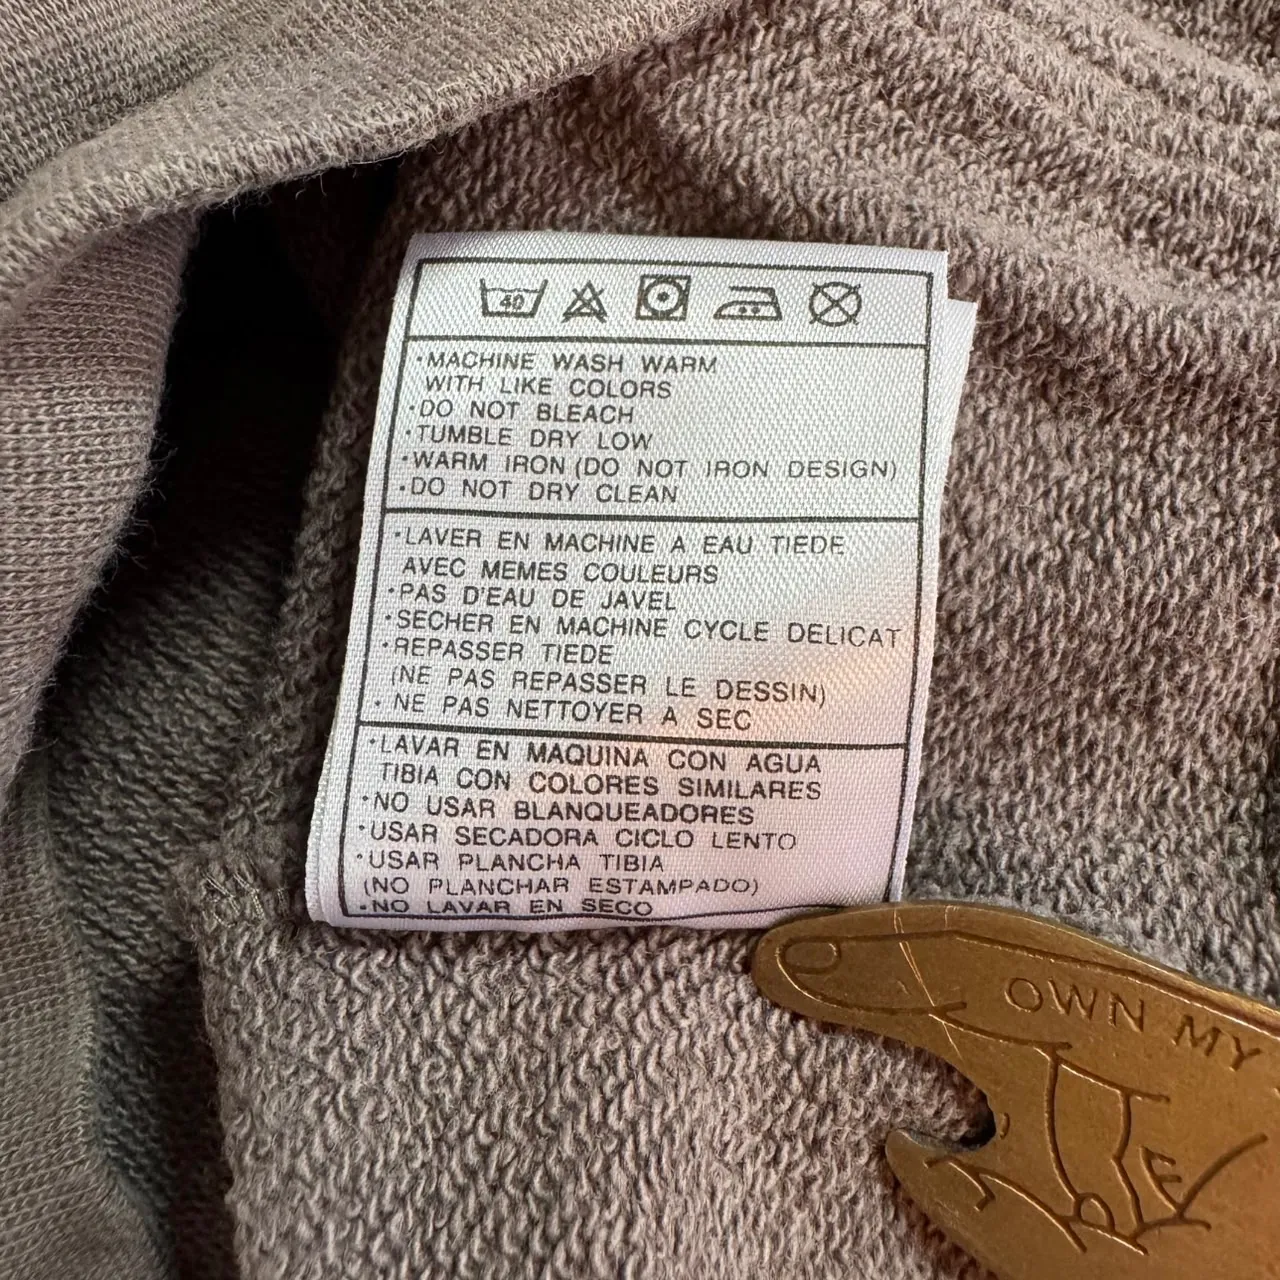 40
·MACHINE WASH WARM
WITH LIKE COLORS
·DO NOT BLEACH
·TUMBLE DRY LOW
·WARM IRON (DO NOT IRON DESIGN)
·DO NOT DRY CLEAN
·LAVER EN MACHINE A EAU TIEDE
AVEC MEMES COULEURS
·PAS D'EAU DE JAVEL
·SECHER EN MACHINE CYCLE DELICAT
·REPASSER TIEDE
(NE PAS REPASSER LE DESSIN)
· NE PAS NETTOYER A SEC
·LAVAR EN MAQUINA CON AGUA
TIBIA CON COLORES SIMILARES
·NO USAR BLANQUEADORES
·USAR SECADORA CICLO LENTO
·USAR PLANCHA TIBIA
(NO PLANCHAR ESTAMPADO)
·NO LAVAR EN SECO
OWN MY